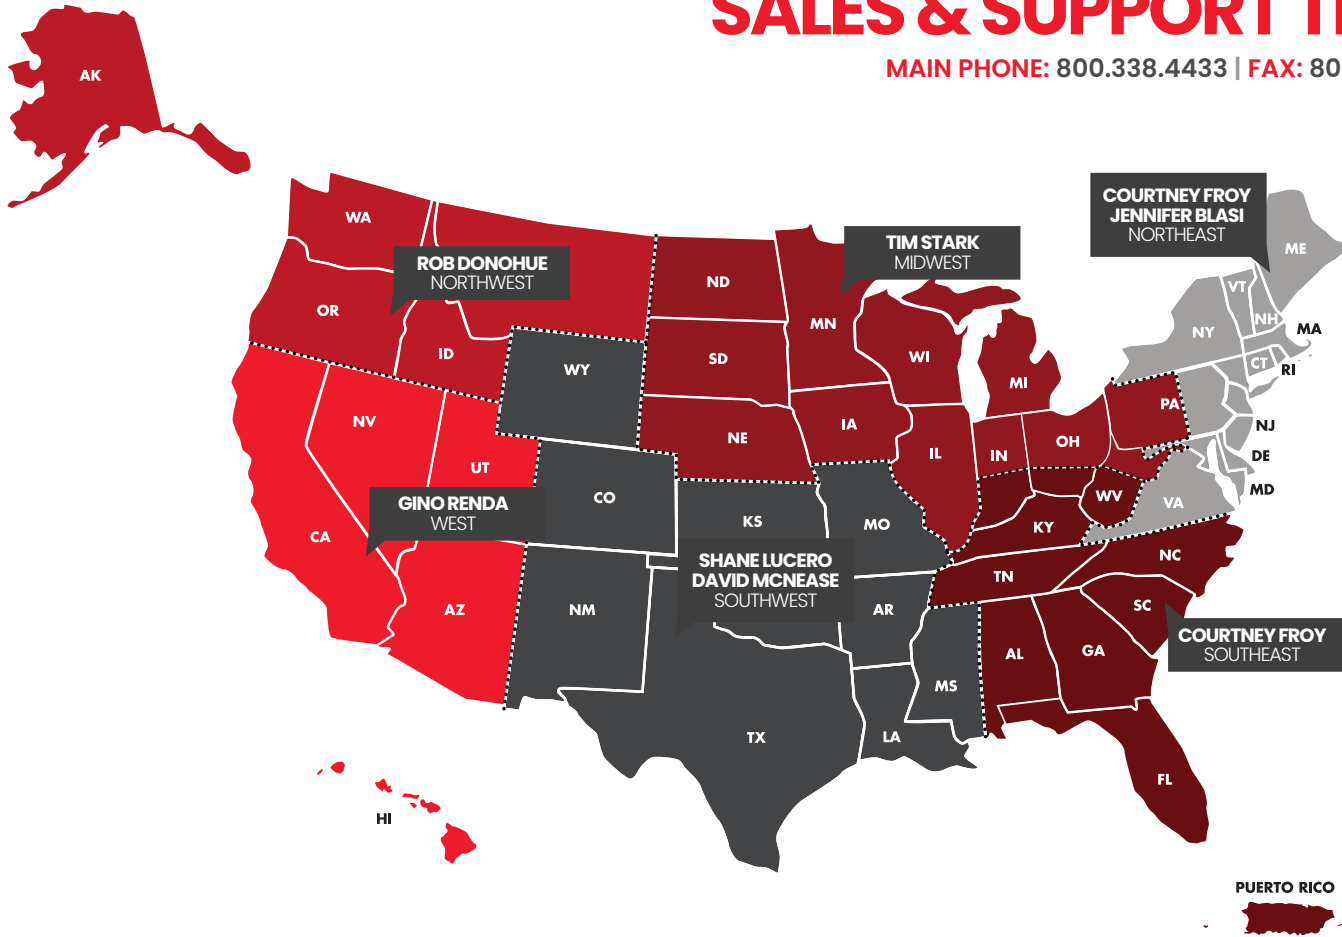 SALES & SUPPORT
MAIN PHONE: 800.338.4433 | FAX: 80
AK
COURTNEY FROY
JENNIFER BLASI
NORTHEAST
WA
TIM STARK
MIDWEST
ME
ROB DONOHUE
NORTHWEST
ND
VT
OR
MN
NY
NH
MA
ID
WY
SD
WI
CT
RI
MI
PA
NV
IA
NE
OH
NJ
IL
IN
DE
UT
MD
CO
WV
GINO RENDA
WEST
VA
KS
MO
KY
CA
NC
SHANE LUCERO
DAVID MCNEASE
SOUTHWEST
TN
AZ
NM
AR
SC
COURTNEY FROY
SOUTHEAST
AL
GA
MS
TX
LA
FL
HI
PUERTO RICO